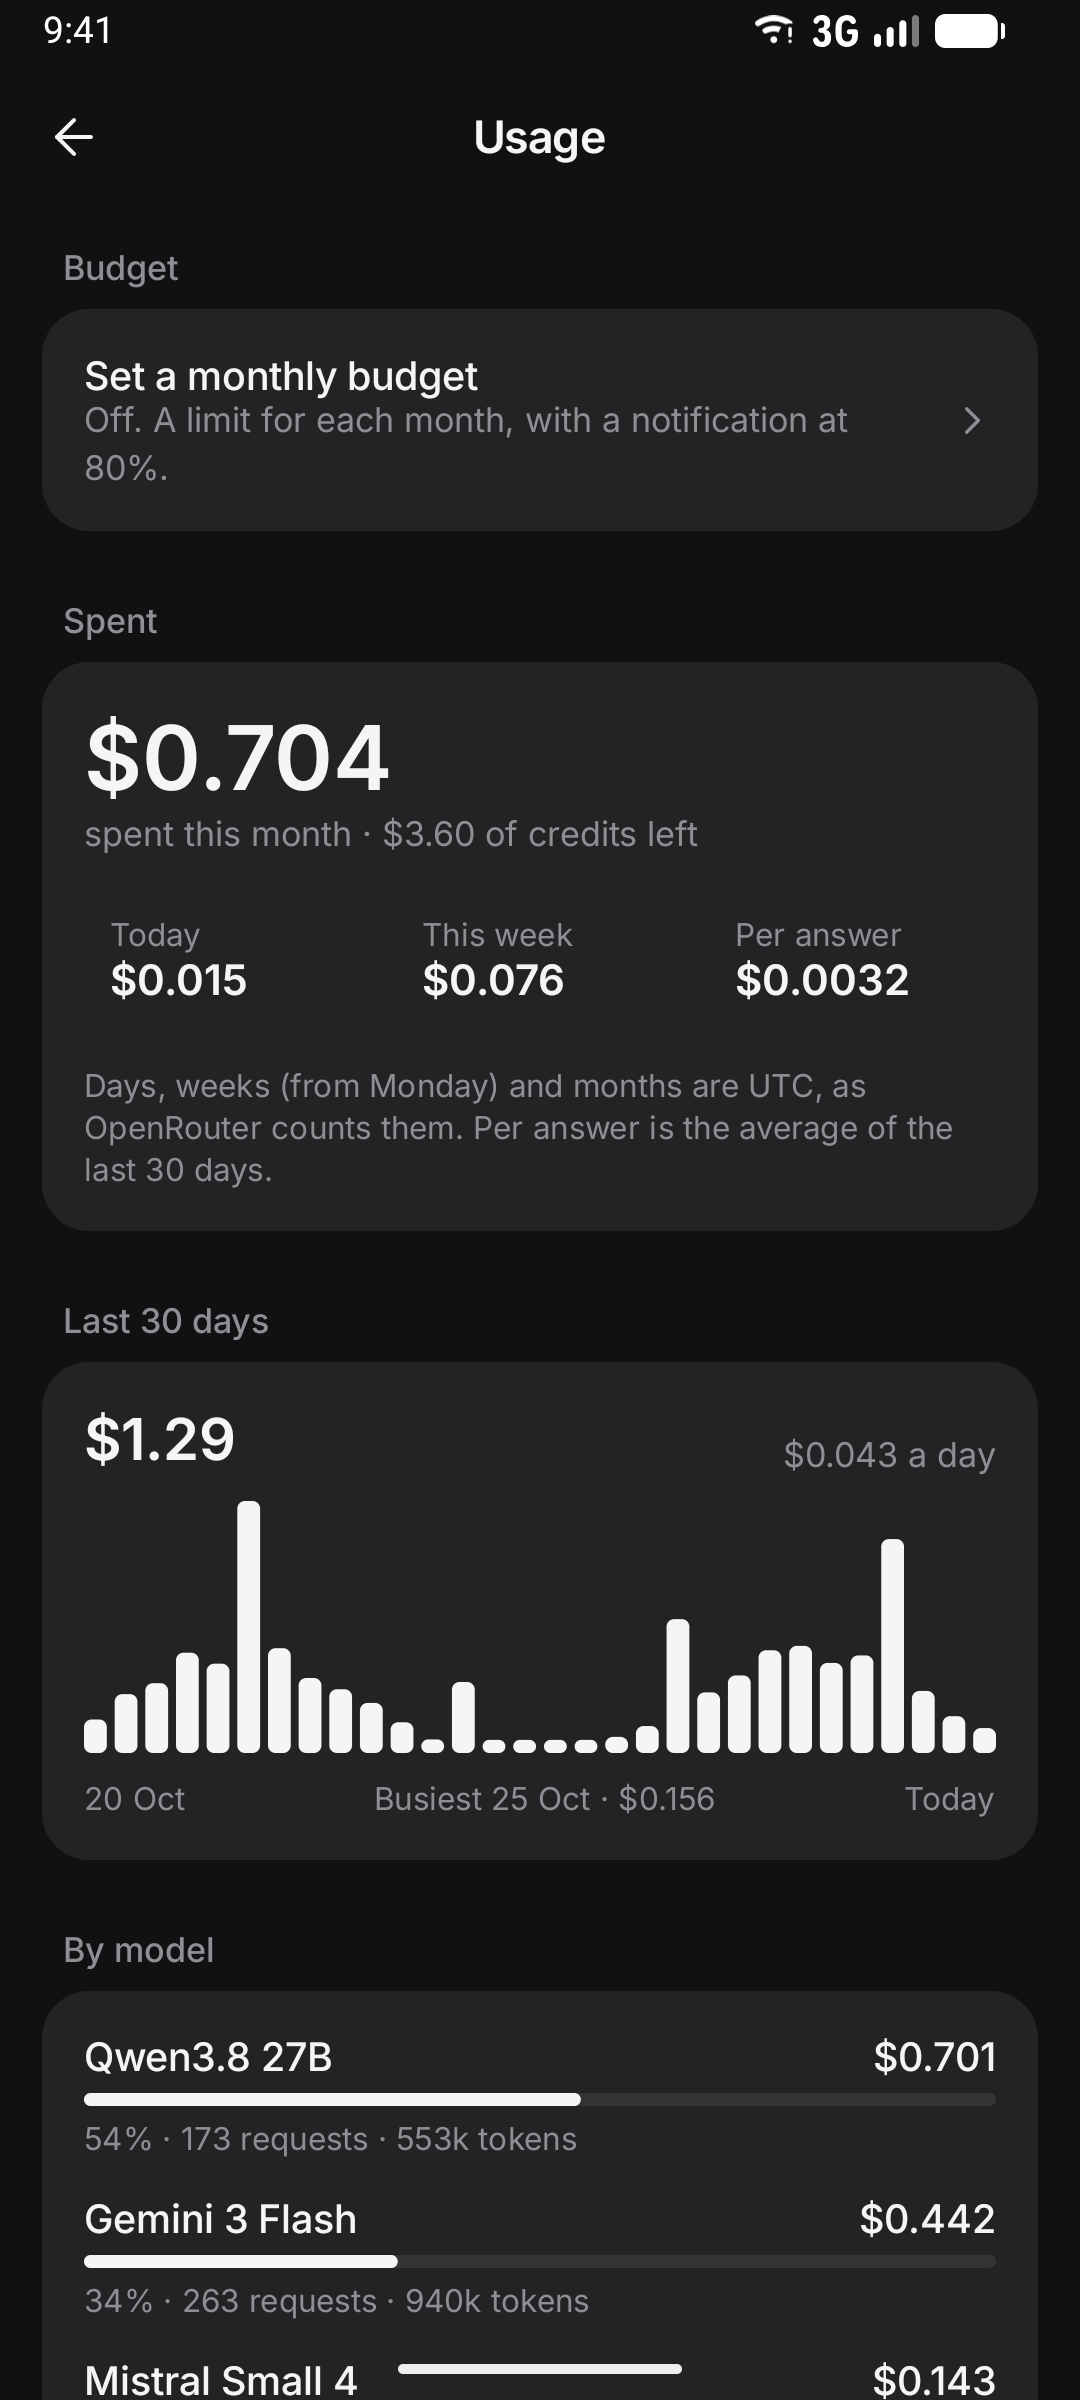 9:41
3G
Usage
Budget
Set a monthly budget
Off. A limit for each month, with a notification at
80%.
Spent
$0.704
spent this month · $3.60 of credits left
Today
$0.015
This week
$0.076
Per answer
$0.0032
Days, weeks (from Monday) and months are UTC, as
OpenRouter counts them. Per answer is the average of the
last 30 days.
Last 30 days
$1.29
$0.043 a day
20 Oct
Busiest 25 Oct · $0.156
Today
By model
Qwen3.8 27B
$0.701
54% · 173 requests · 553k tokens
Gemini 3 Flash
$0.442
34% · 263 requests · 940k tokens
Mistral Small 4
$0.143